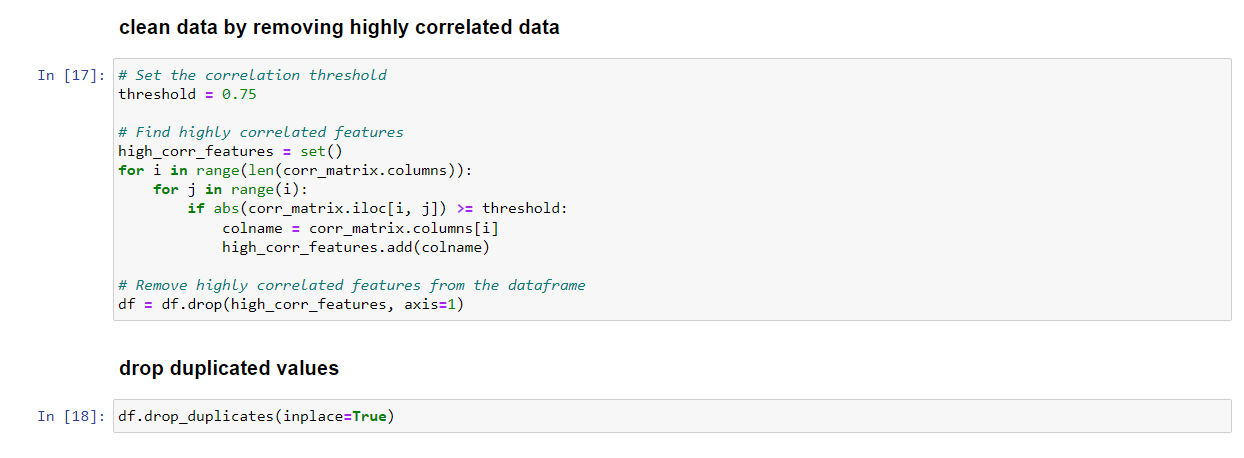 clean data by removing highly correlated data
In [17]: # Set the correlation threshold
threshold = 0.75

# Find highly correlated features
high_corr_features = set()
for i in range(len(corr_matrix.columns)):
    for j in range(i):
        if abs(corr_matrix.iloc[i, j]) >= threshold:
            colname = corr_matrix.columns[i]
            high_corr_features.add(colname)

# Remove highly correlated features from the dataframe
df = df.drop(high_corr_features, axis=1)
drop duplicated values
In [18]: df.drop_duplicates(inplace=True)